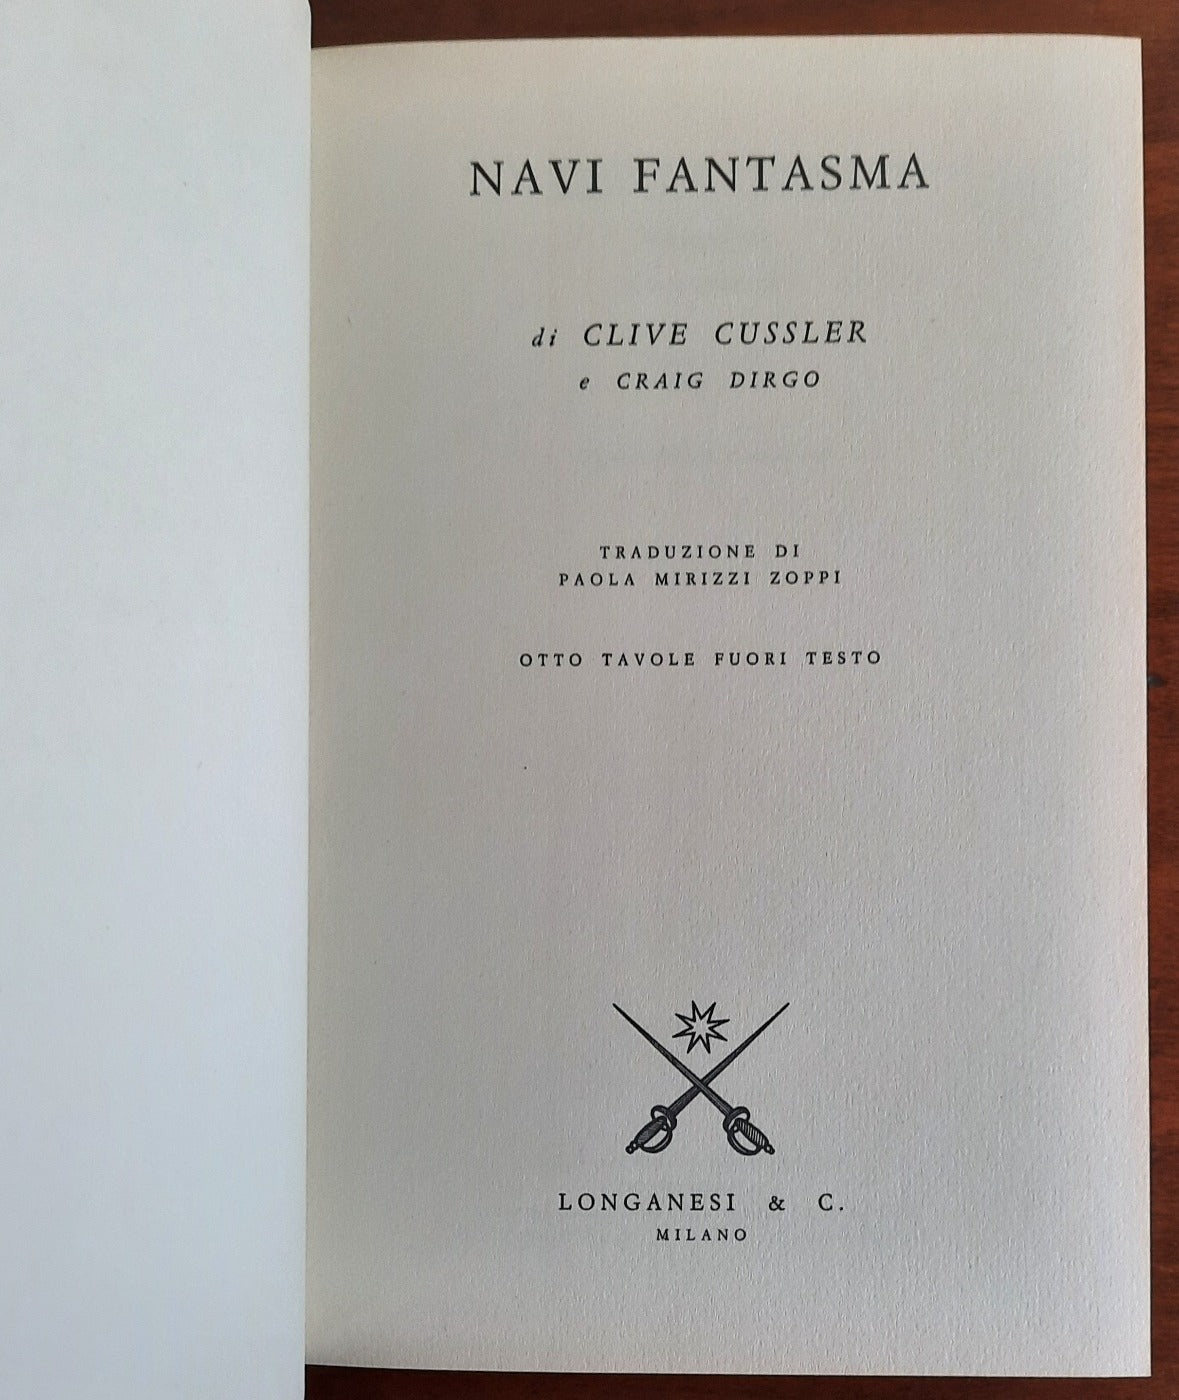 NAVI FANTASMA
di CLIVE CUSSLER
e CRAIG DIRGO
TRADUZIONE DI
PAOLA MIRIZZI ZOPPI
OTTO TAVOLE FUORI TESTO
LONGANESI & C.
MILANO